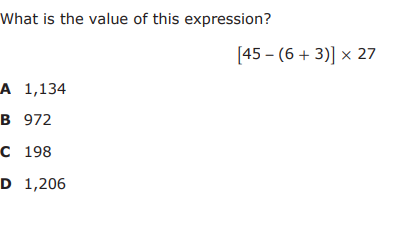 What is the value of this expression?
[45 – (6 + 3)] × 27
A 1,134
B 972
C 198
D 1,206